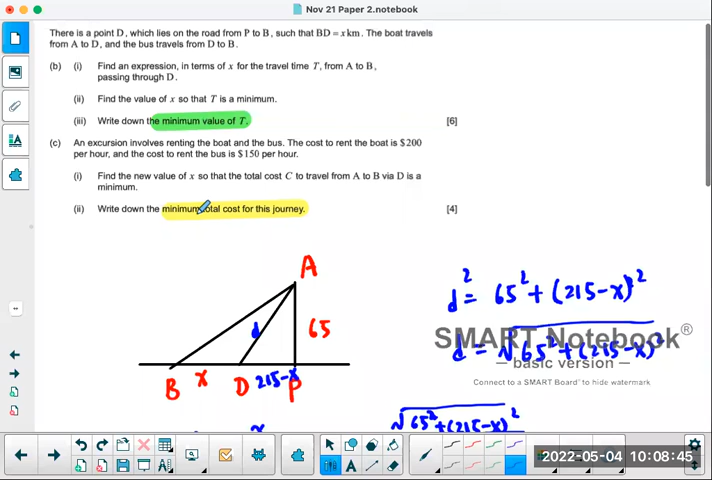 Nov 21 Paper 2.notebook
There is a point D, which lies on the road from P to B, such that BD = x km. The boat travels
from A to D, and the bus travels from D to B.
(b) (i) Find an expression, in terms of x for the travel time T, from A to B,
passing through D.
(ii) Find the value of x so that T is a minimum.
(iii) Write down the minimum value of T. [6]
(c) An excursion involves renting the boat and the bus. The cost to rent the boat is $200
per hour, and the cost to rent the bus is $150 per hour.
(i) Find the new value of x so that the total cost C to travel from A to B via D is a
minimum.
(ii) Write down the minimum total cost for this journey. [4]
A
d² = 65² + (215-x)²
d
65
SMART Notebook®
d = √65² + (215-x)²
basic version
B x D 215-x P
Connect to a SMART Board® to hide watermark
√65² + (215-x)²
2022-05-04 10:08:45